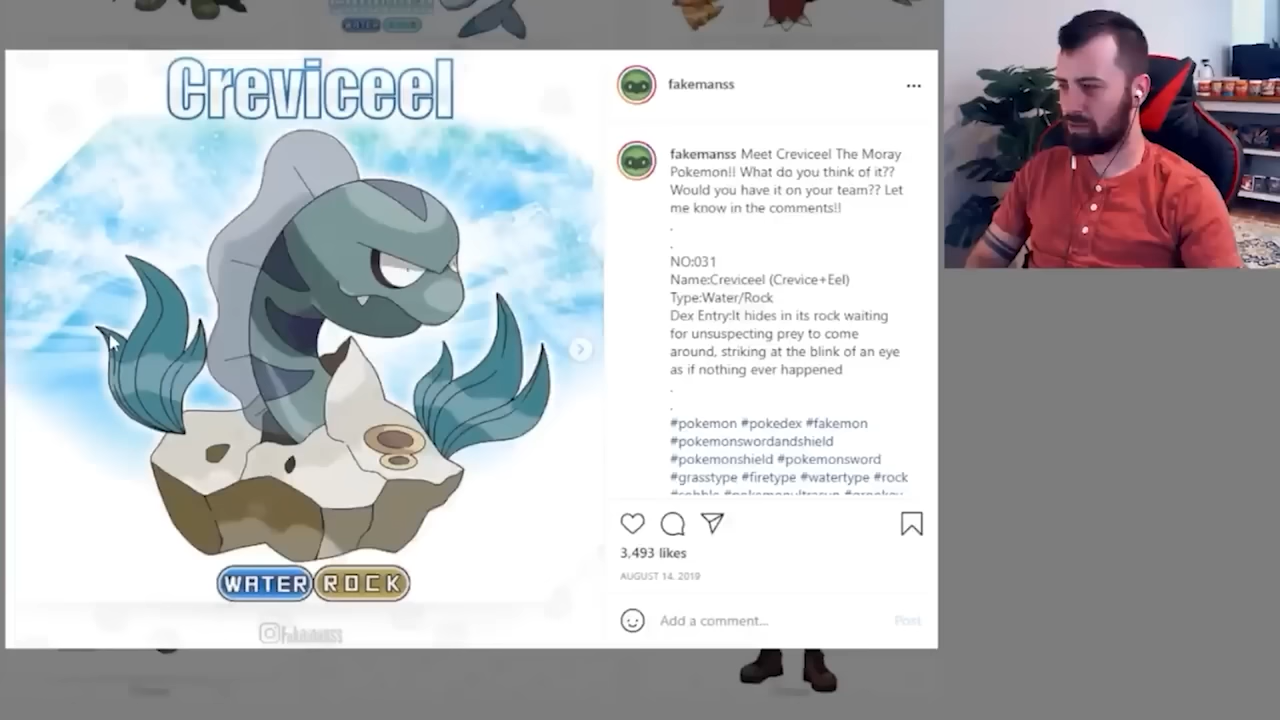 WATER
Creviceel
fakemanss
fakemanss Meet Creviceel The Moray
Pokemon!! What do you think of it??
Would you have it on your team?? Let
me know in the comments!!
.
.
NO:031
Name:Creviceel (Crevice+Eel)
Type:Water/Rock
Dex Entry:It hides in its rock waiting
for unsuspecting prey to come
around, striking at the blink of an eye
as if nothing ever happened
.
.
#pokemon #pokedex #fakemon
#pokemonswordandshield
#pokemonshield #pokemonsword
#grasstype #firetype #watertype #rock
3,493 likes
AUGUST 14, 2019
WATER ROCK
Add a comment... Post
Fakemanss